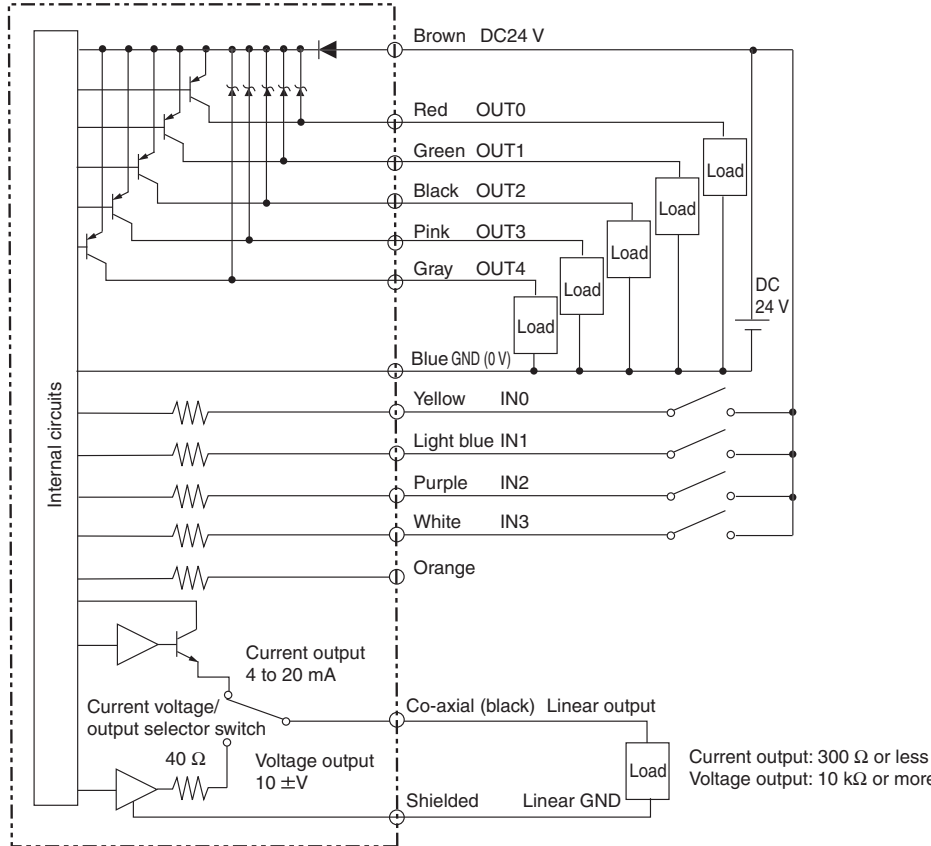 Brown DC24 V
Red OUT0
Green OUT1
Load
Black OUT2
Load
Pink OUT3
Load
Gray OUT4
Load
DC
24 V
Load
Blue GND (0 V)
Internal circuits
Yellow IN0
Light blue IN1
Purple IN2
White IN3
Orange
Current output
4 to 20 mA
Current voltage/
output selector switch
Co-axial (black) Linear output
40 Ω
Voltage output
10 ±V
Load
Current output: 300 Ω or less
Voltage output: 10 kΩ or more
Shielded Linear GND